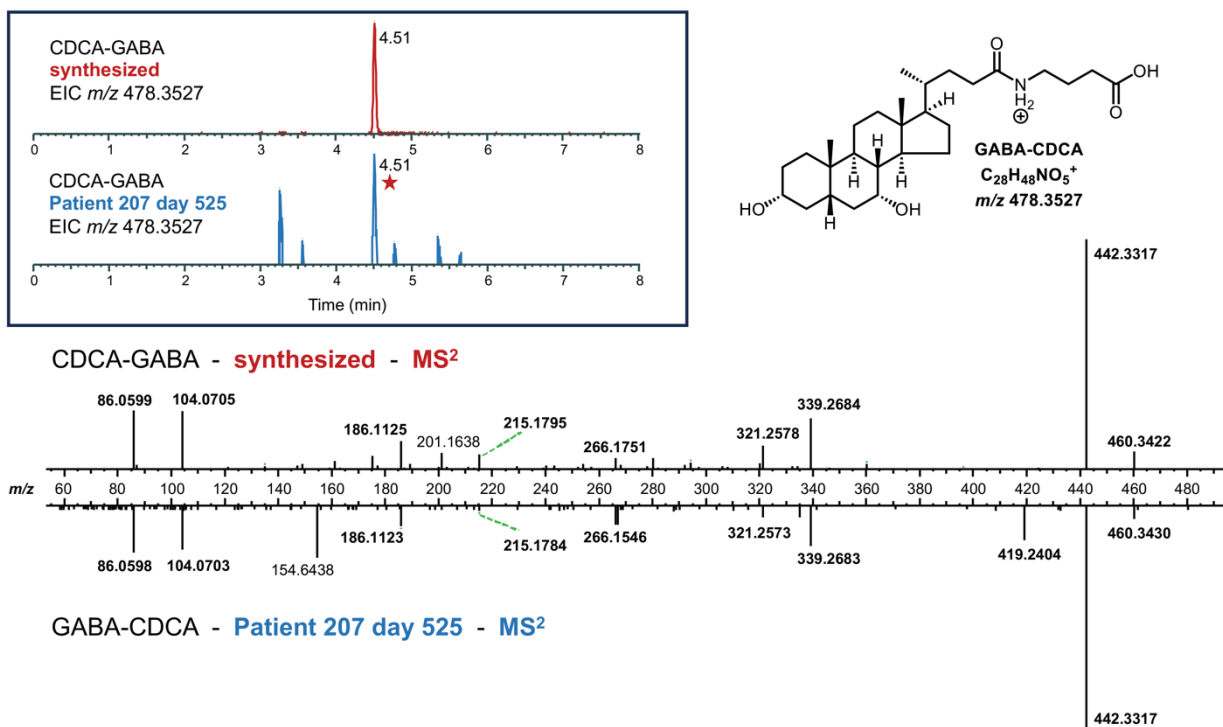 CDCA-GABA
synthesized
EIC m/z 478.3527
4.51
0 1 2 3 4 5 6 7 8
CDCA-GABA
Patient 207 day 525
EIC m/z 478.3527
4.51
0 1 2 3 4 5 6 7 8
Time (min)
O
N
H2
+
OH
O
H
H
H
H
HO
OH
H
GABA-CDCA
C28H48NO5+
m/z 478.3527
CDCA-GABA - synthesized - MS2
442.3317
86.0599
104.0705
186.1125
201.1638
215.1795
266.1751
321.2578
339.2684
460.3422
m/z 60 80 100 120 140 160 180 200 220 240 260 280 300 320 340 360 380 400 420 440 460 480
86.0598
104.0703
154.6438
186.1123
215.1784
266.1546
321.2573
339.2683
419.2404
460.3430
GABA-CDCA - Patient 207 day 525 - MS2
442.3317